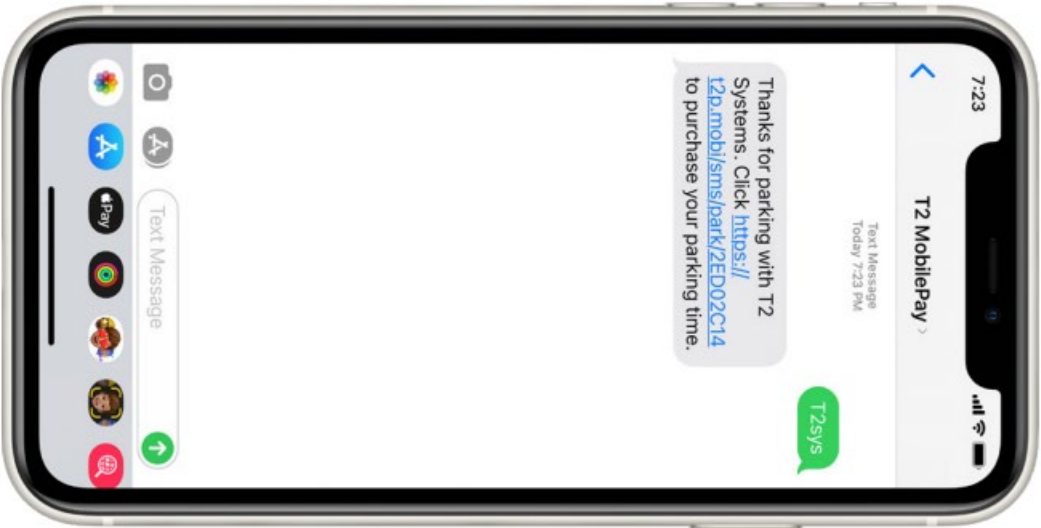 7:23
T2 MobilePay >
Text Message
Today 7:23 PM
T2sys
Thanks for parking with T2
Systems. Click https://
t2p.mobi/sms/park/2ED02C14
to purchase your parking time.
Text Message
Pay